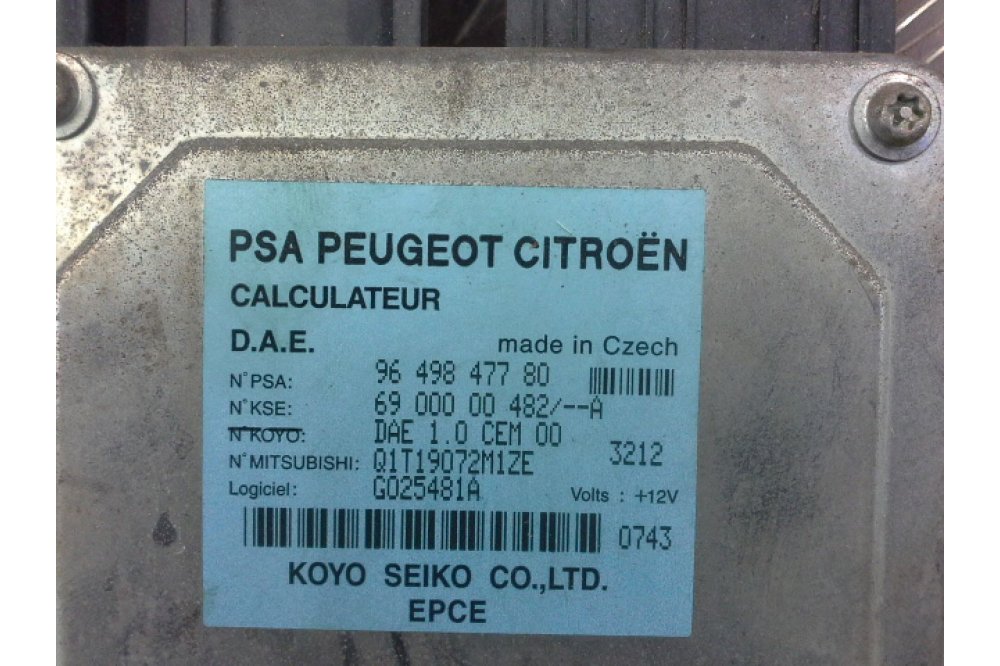 PSA PEUGEOT CITROËN
CALCULATEUR
D.A.E. made in Czech
N°PSA: 96 498 477 80
N°KSE: 69 000 00 482/--A
N°KOYO: DAE 1.0 CEM 00
N°MITSUBISHI: Q1T19072M1ZE 3212
Logiciel: G025481A Volts : +12V
0743
KOYO SEIKO CO.,LTD.
EPCE